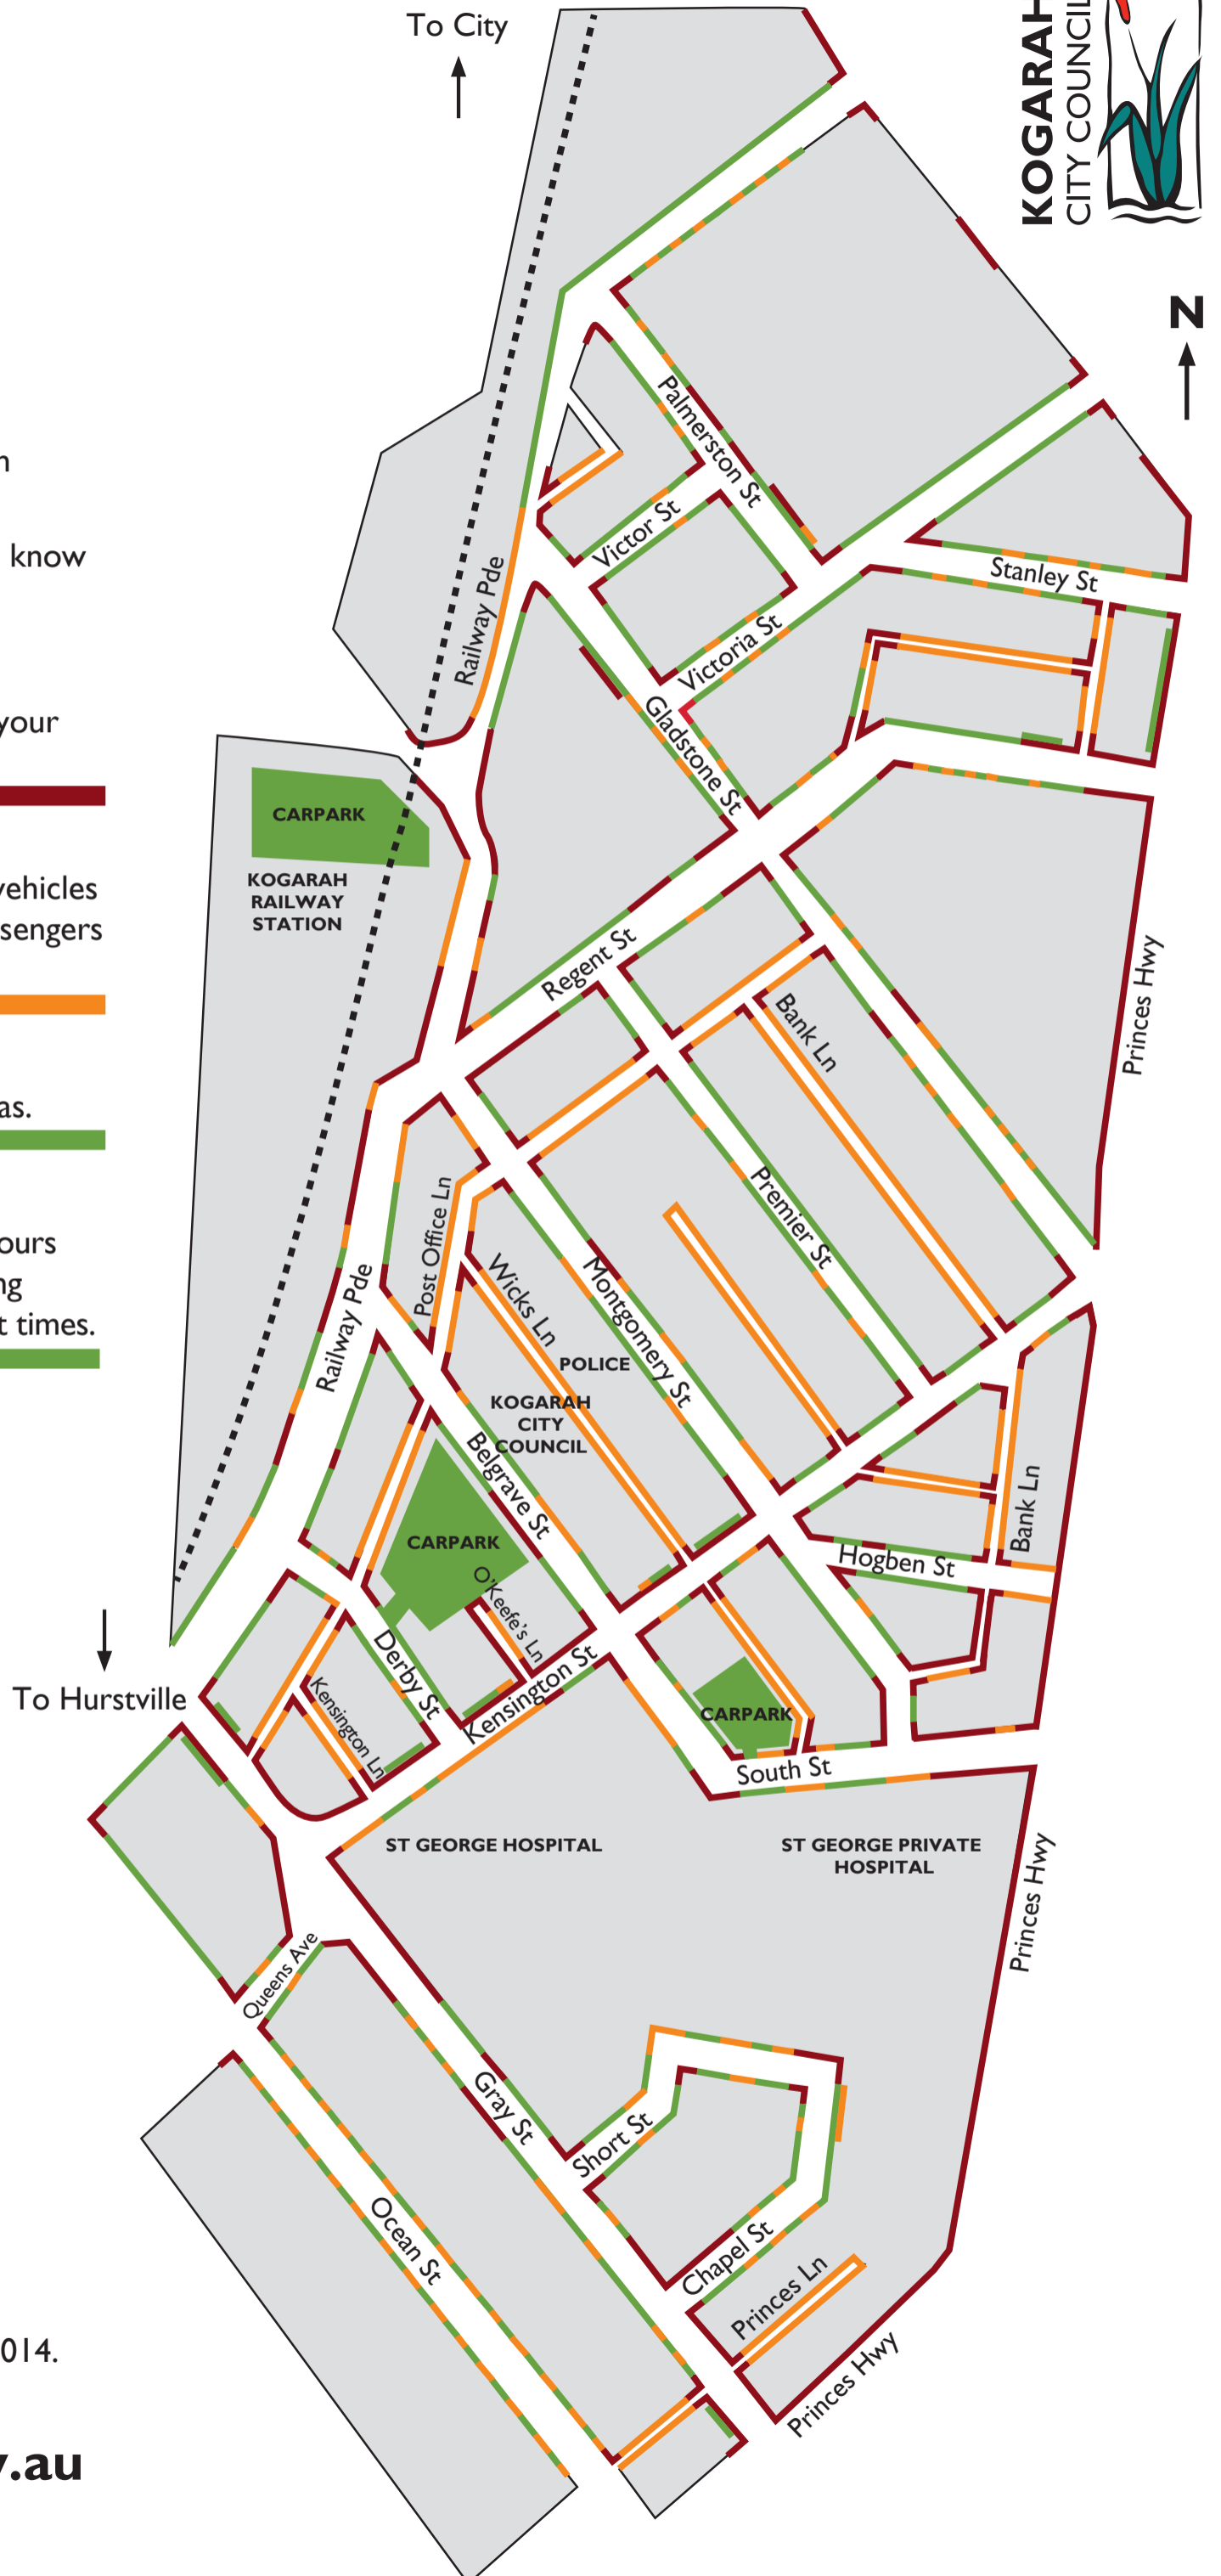 To City
KOGARAH
CITY COUNCIL
N
n
know
your
vehicles
sengers
as.
ours
ng
t times.
Palmerston St
Victor St
Stanley St
Railway Pde
Victoria St
Gladstone St
CARPARK
KOGARAH
RAILWAY
STATION
Regent St
Princes Hwy
Bank Ln
Post Office Ln
Premier St
Wicks Ln
Montgomery St
Railway Pde
POLICE
KOGARAH
CITY
COUNCIL
Belgrave St
CARPARK
O'Keefe's Ln
Bank Ln
Hogben St
Derby St
To Hurstville
Kensington Ln
Kensington St
CARPARK
South St
ST GEORGE HOSPITAL
ST GEORGE PRIVATE
HOSPITAL
Princes Hwy
Queens Ave
Gray St
Short St
Ocean St
Chapel St
Princes Ln
Princes Hwy
014.
v.au